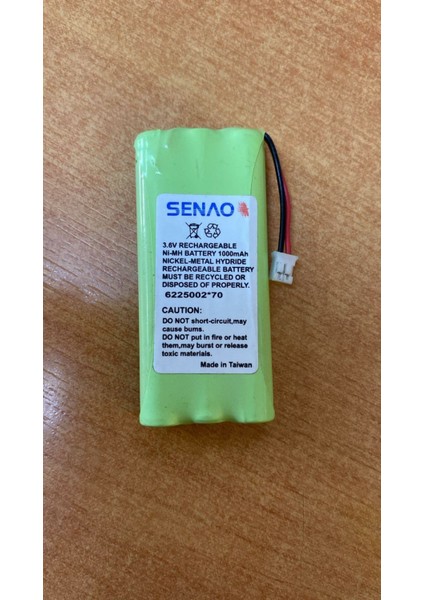 SENAO
3.6V RECHARGEABLE
Ni-MH BATTERY 1000mAh
NICKEL-METAL HYDRIDE
RECHARGEABLE BATTERY
MUST BE RECYCLED OR
DISPOSED OF PROPERLY.
6225002*70
CAUTION:
DO NOT short-circuit,may
cause bums.
DO NOT put in fire or heat
them,may burst or release
toxic materials.
Made in Taiwan